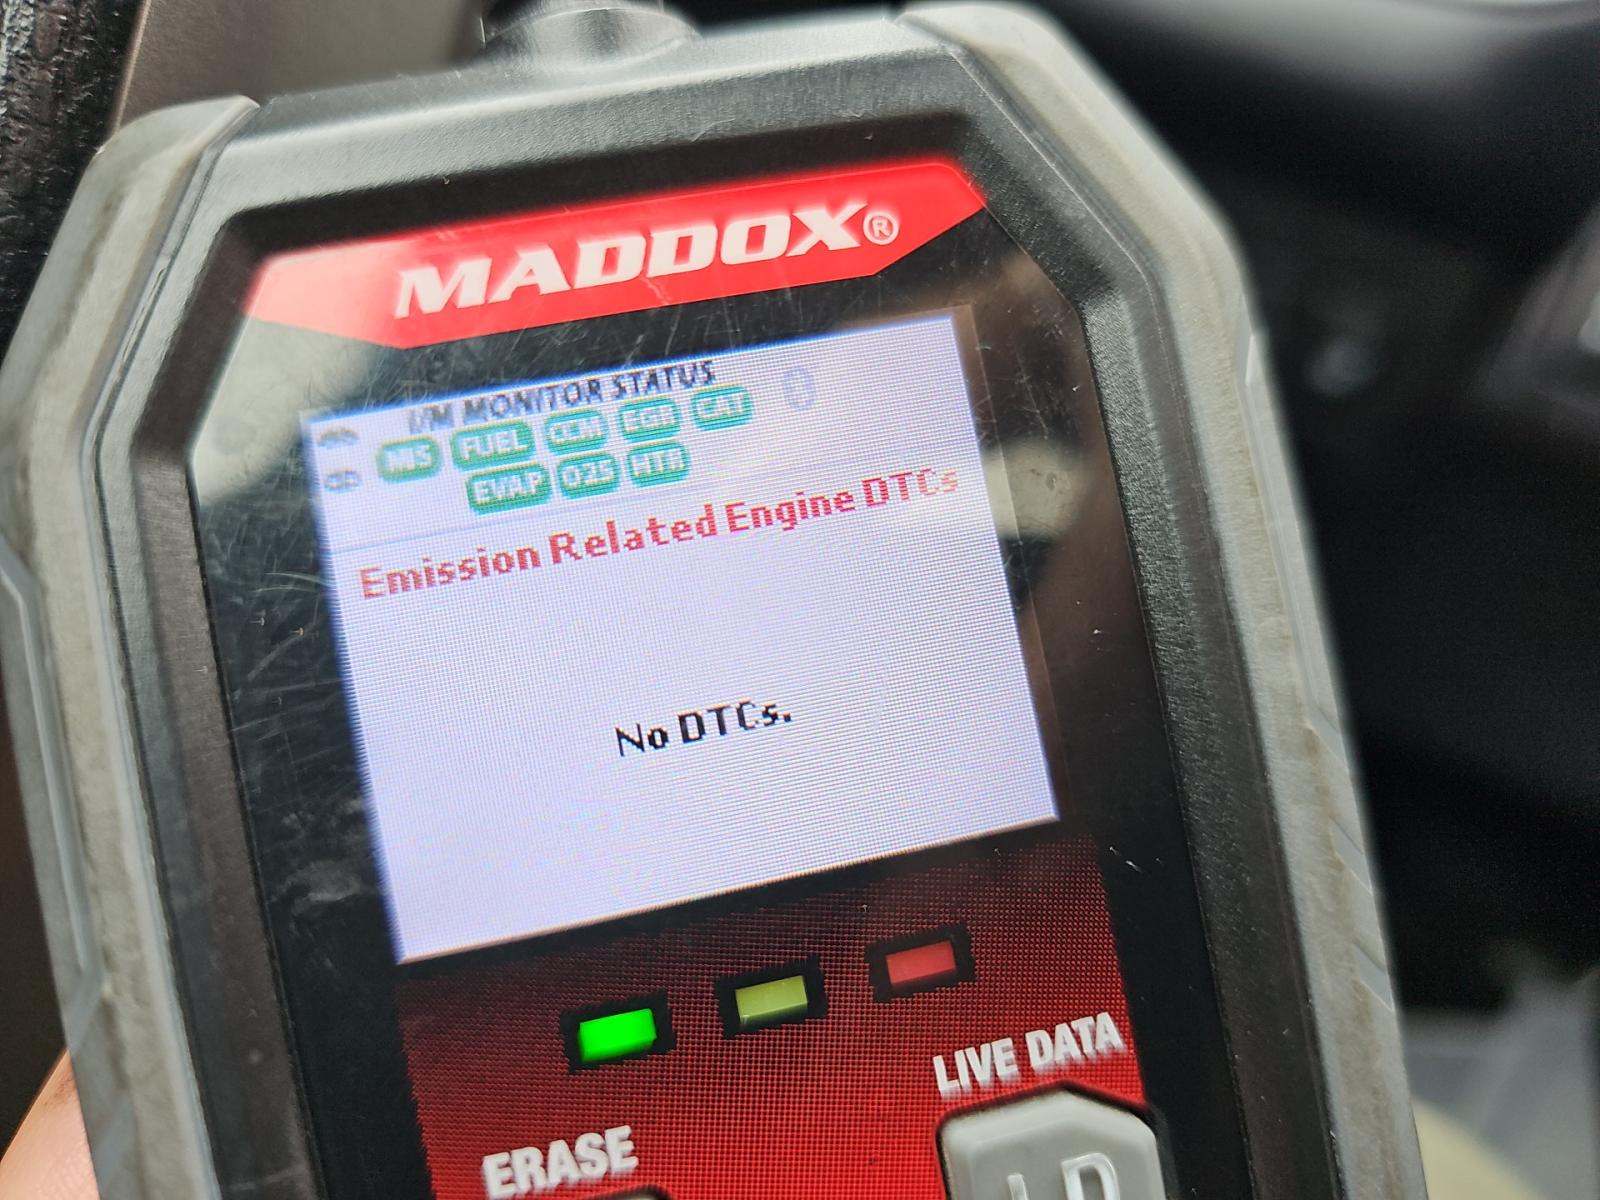 MADDOX®
I/M MONITOR STATUS
MIS FUEL CCM EGR CAT
EVAP O2S HTR
Emission Related Engine DTCs
No DTCs.
LIVE DATA
ERASE
LD